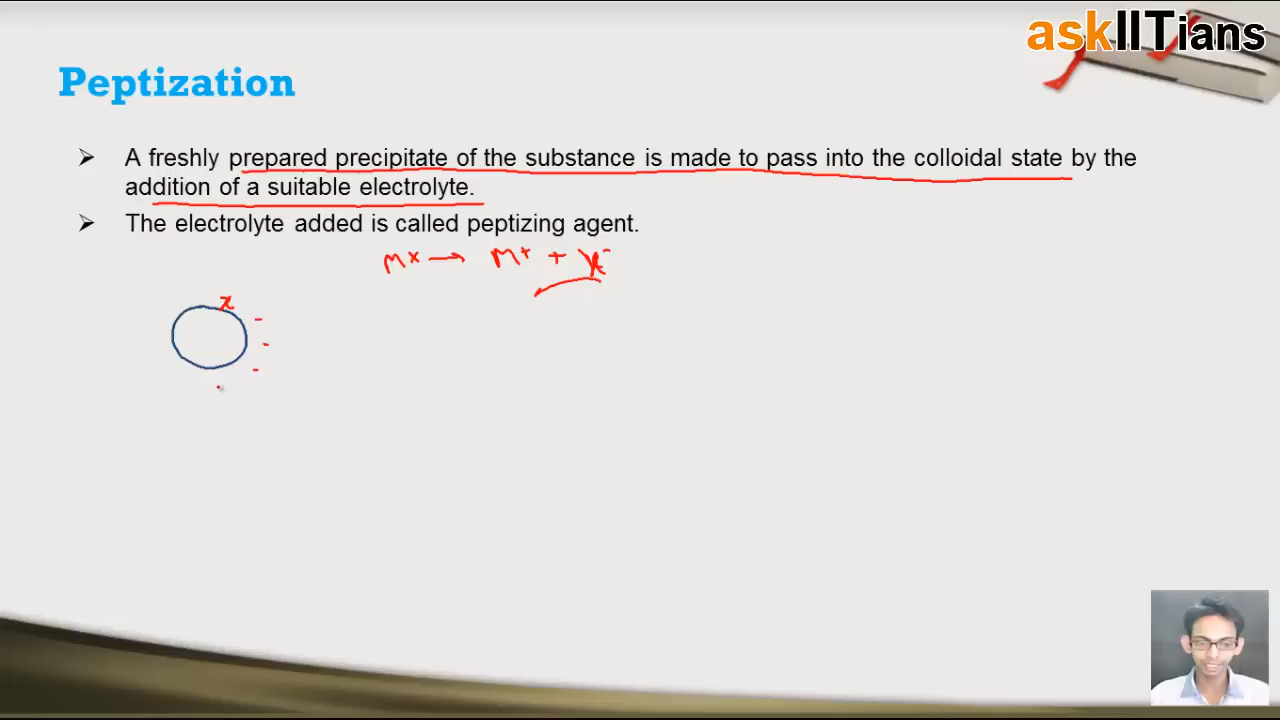 askIITians
Peptization
➢ A freshly prepared precipitate of the substance is made to pass into the colloidal state by the
addition of a suitable electrolyte.
➢ The electrolyte added is called peptizing agent.
Mx → M+ + x-
x
-
-
-